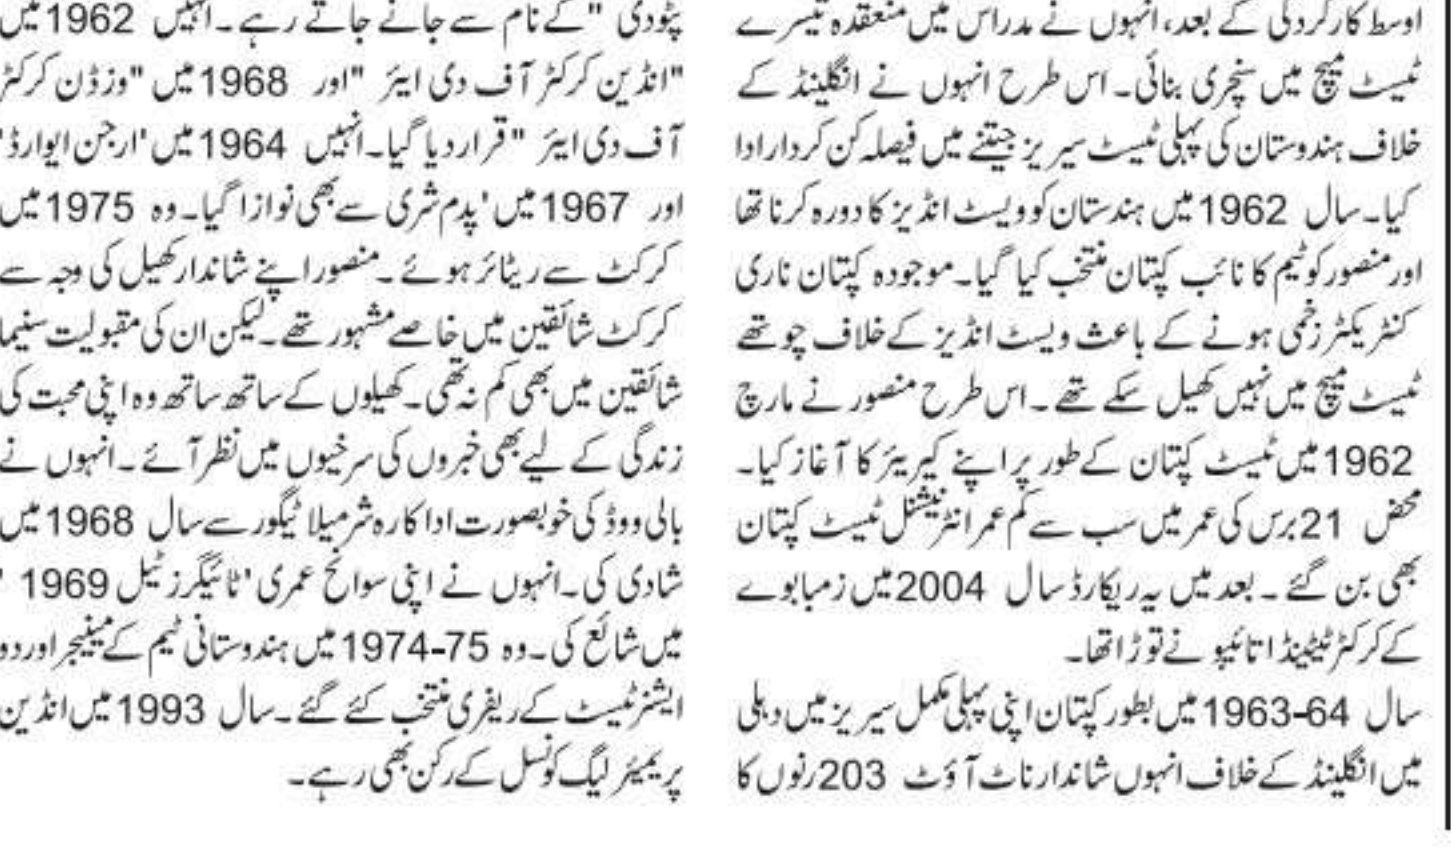 اوسط کارکردگی کے بعد، انہوں نے مدراس میں منعقدہ تیسرے
ٹیسٹ میچ میں سنچری بنائی۔ اس طرح انہوں نے انگلینڈ کے
خلاف ہندوستان کی پہلی ٹیسٹ سیریز جیتنے میں فیصلہ کن کردار ادا
کیا۔ سال 1962 میں ہندستان کو ویسٹ انڈیز کا دورہ کرنا تھا
اور منصور کو ٹیم کا نائب کپتان منتخب کیا گیا۔ موجودہ کپتان ناری
کنٹریکٹر زخمی ہونے کے باعث ویسٹ انڈیز کے خلاف چوتھے
ٹیسٹ میچ میں نہیں کھیل سکے تھے ۔ اس طرح منصور نے مارچ
1962 میں ٹیسٹ کپتان کے طور پر اپنے کیریئر کا آغاز کیا۔
محض 21 برس کی عمر میں سب سے کم عمر انٹرنیشنل ٹیسٹ کپتان
بھی بن گئے ۔ بعد میں یہ ریکارڈ سال 2004 میں زمبابوے
کے کرکٹر ٹیٹینڈا تائیبو نے توڑا تھا۔
سال 1963-64 میں بطور کپتان اپنی پہلی مکمل سیریز میں دہلی
میں انگلینڈ کے خلاف انہوں شاندار ناٹ آؤٹ 203 رنوں کا
پٹودی "کے نام سے جانے جاتے رہے۔ انہیں 1962 میں
"انڈین کرکٹر آف دی ایئر "اور 1968 میں "وزڈن کرکٹر
آف دی ایئر "قرار دیا گیا۔ انہیں 1964 میں 'ارجن ایوارڈ'
اور 1967 میں 'پدم شری سے بھی نوازا گیا۔ وہ 1975 میں
کرکٹ سے ریٹائر ہوئے ۔ منصور اپنے شاندار کھیل کی وجہ سے
کرکٹ شائقین میں خاصے مشہور تھے ۔ لیکن ان کی مقبولیت سنیما
شائقین میں بھی کم نہ تھی۔ کھیلوں کے ساتھ ساتھ وہ اپنی محبت کی
زندگی کے لیے بھی خبروں کی سرخیوں میں نظر آئے ۔ انہوں نے
بالی ووڈ کی خوبصورت اداکارہ شرمیلا ٹیگور سے سال 1968 میں
شادی کی۔ انہوں نے اپنی سوانح عمری 'ٹائیگرز ٹیل 1969 '
میں شائع کی۔ وہ 1974-75 میں ہندوستانی ٹیم کے مینیجر اور دو
ایشنر ٹیسٹ کے ریفری منتخب کئے گئے ۔ سال 1993 میں انڈین
پریمیئر لیگ کونسل کے رکن بھی رہے۔